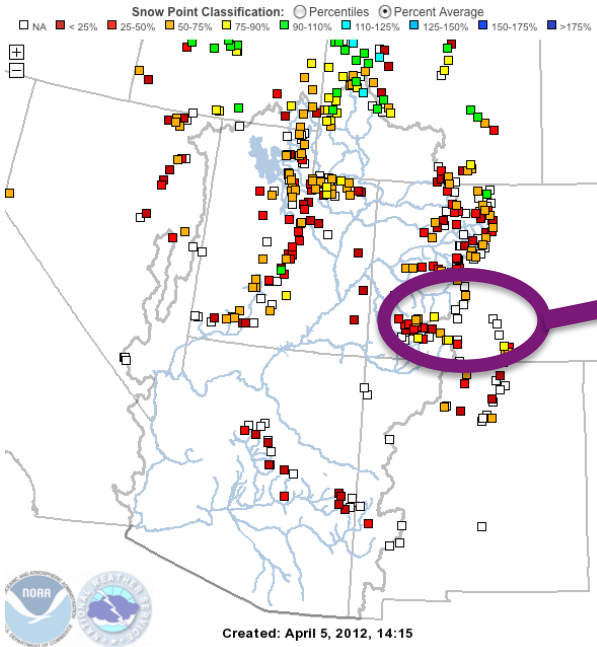 Snow Point Classification: Percentiles Percent Average
NA < 25% 25-50% 50-75% 75-90% 90-110% 110-125% 125-150% 150-175% >175%
+
−
NOAA
Created: April 5, 2012, 14:15